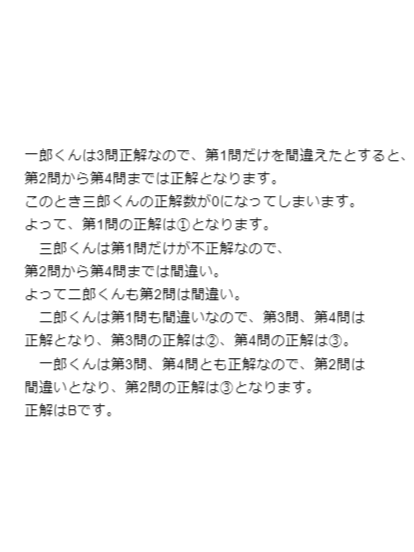 一郎くんは3問正解なので、第1問だけを間違えたとすると、
第2問から第4問までは正解となります。
このとき三郎くんの正解数が0になってしまいます。
よって、第1問の正解は①となります。
　三郎くんは第1問だけが不正解なので、
第2問から第4問までは間違い。
よって二郎くんも第2問は間違い。
　二郎くんは第1問も間違いなので、第3問、第4問は
正解となり、第3問の正解は②、第4問の正解は③。
　一郎くんは第3問、第4問とも正解なので、第2問は
間違いとなり、第2問の正解は③となります。
正解はBです。